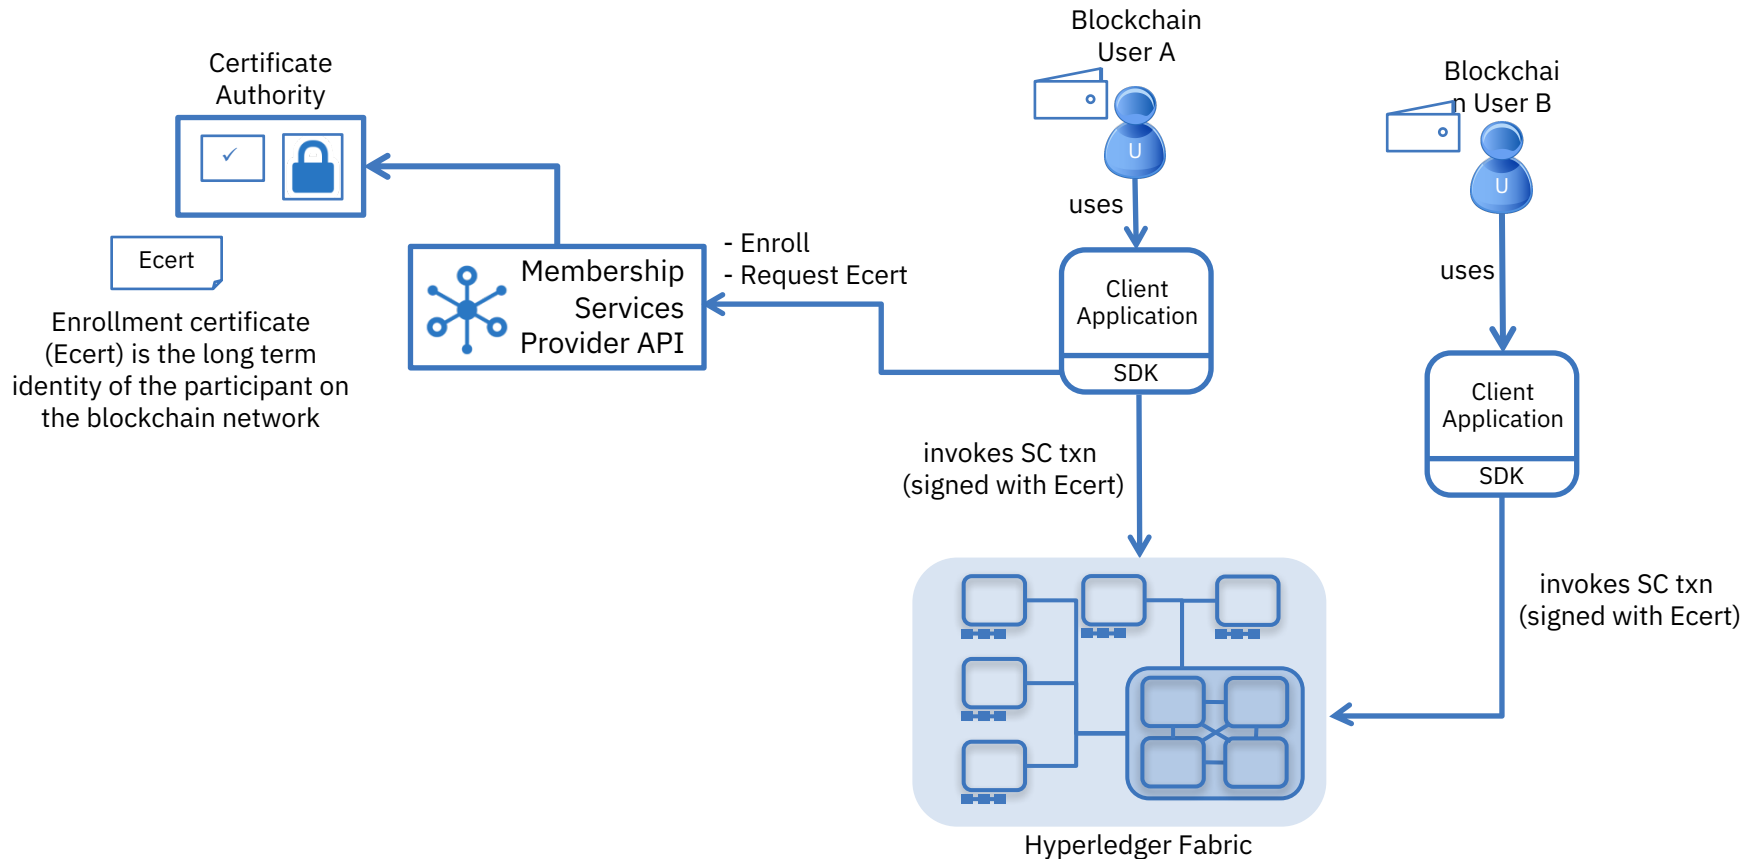 Blockchain
User A
Certificate
Authority
✓
Blockchai
n User B
U
U
uses
uses
Ecert
- Enroll
- Request Ecert
Membership
Services
Provider API
Client
Application
SDK
Enrollment certificate
(Ecert) is the long term
identity of the participant on
the blockchain network
Client
Application
SDK
invokes SC txn
(signed with Ecert)
invokes SC txn
(signed with Ecert)
Hyperledger Fabric